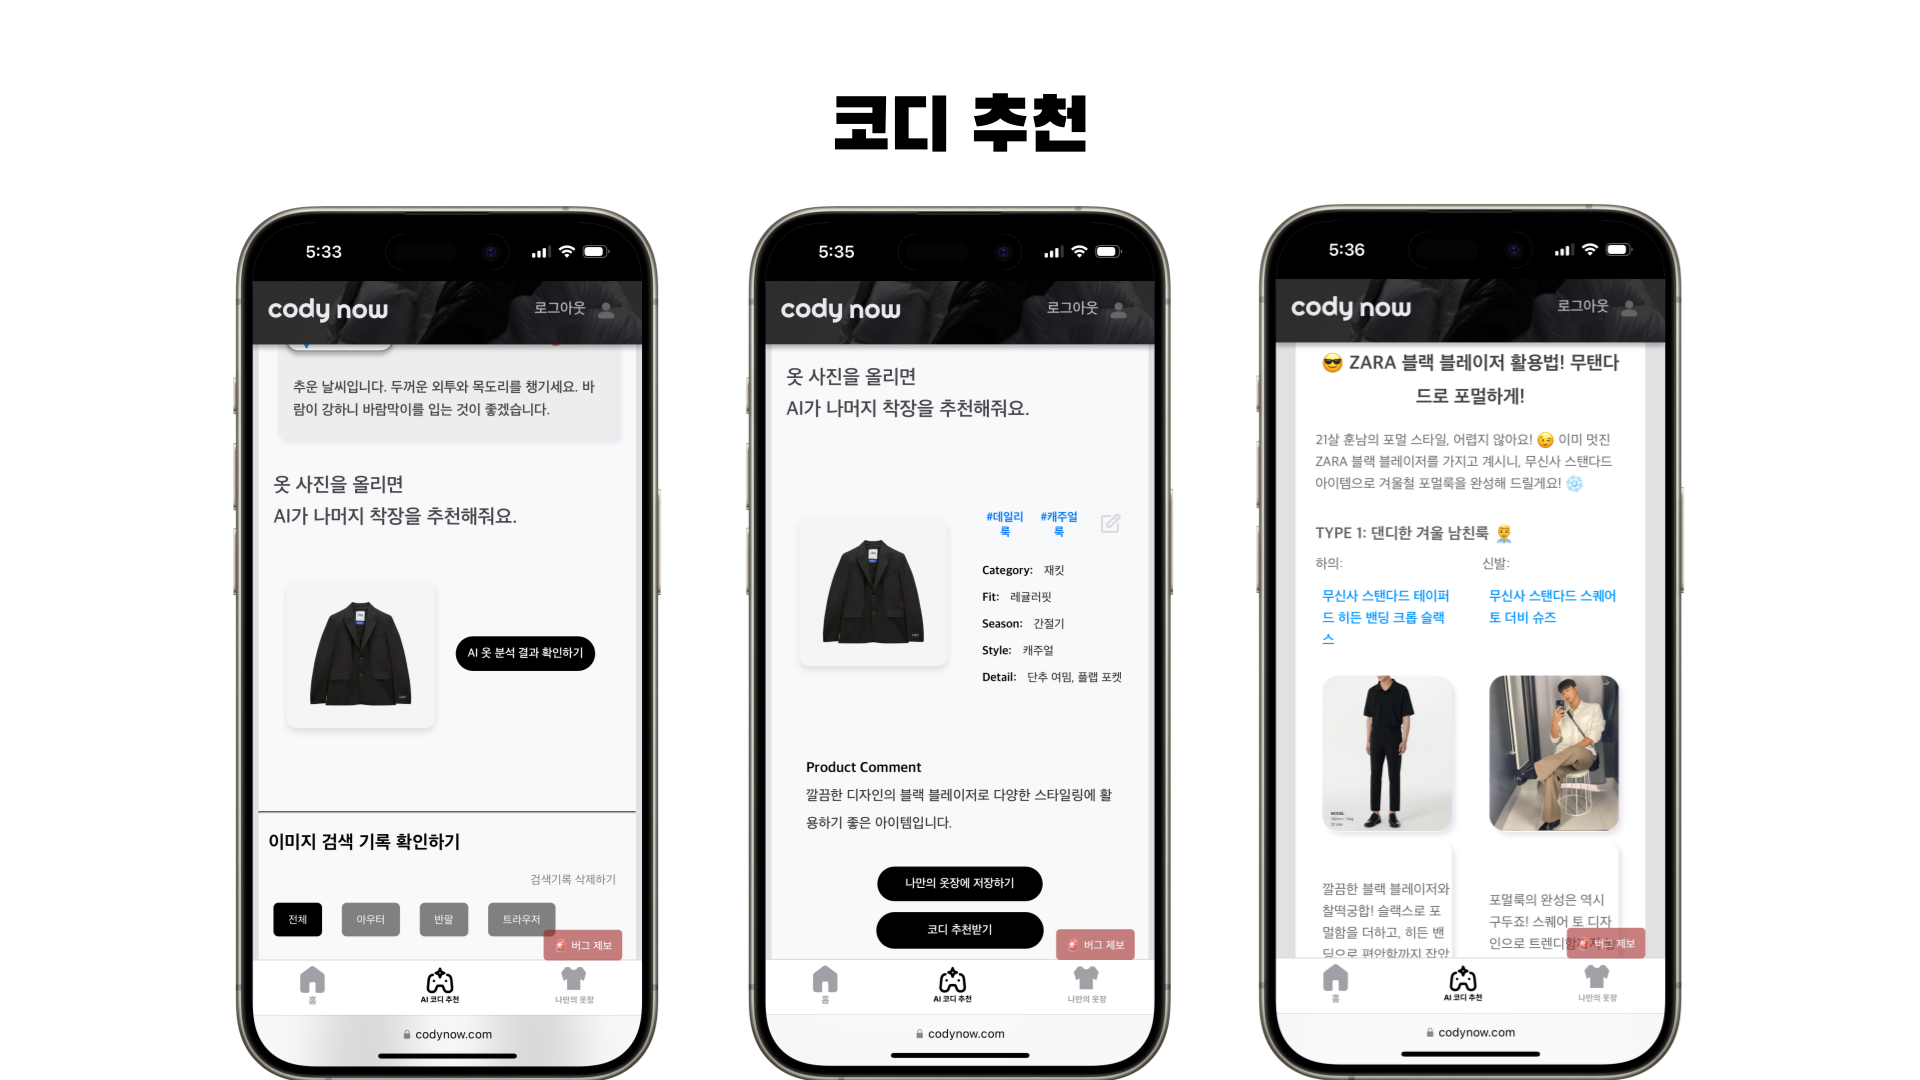 코디 추천
5:33
cody now
로그아웃
추운 날씨입니다. 두꺼운 외투와 목도리를 챙기세요. 바
람이 강하니 바람막이를 입는 것이 좋겠습니다.
옷 사진을 올리면
AI가 나머지 착장을 추천해줘요.
AI 옷 분석 결과 확인하기
이미지 검색 기록 확인하기
검색기록 삭제하기
전체
아우터
반팔
트라우저
🚨 버그 제보
홈
AI 코디 추천
나만의 옷장
codynow.com
5:35
cody now
로그아웃
옷 사진을 올리면
AI가 나머지 착장을 추천해줘요.
#데일리
룩
#캐주얼
룩
Category: 재킷
Fit: 레귤러핏
Season: 간절기
Style: 캐주얼
Detail: 단추 여밈, 플랩 포켓
Product Comment
깔끔한 디자인의 블랙 블레이저로 다양한 스타일링에 활
용하기 좋은 아이템입니다.
나만의 옷장에 저장하기
코디 추천받기
🚨 버그 제보
홈
AI 코디 추천
나만의 옷장
codynow.com
5:36
cody now
로그아웃
😎 ZARA 블랙 블레이저 활용법! 무탠다
드로 포멀하게!
21살 훈남의 포멀 스타일, 어렵지 않아요! 😉 이미 멋진
ZARA 블랙 블레이저를 가지고 계시니, 무신사 스탠다드
아이템으로 겨울철 포멀룩을 완성해 드릴게요! ❄️
TYPE 1: 댄디한 겨울 남친룩 🤵‍♂️
하의:
무신사 스탠다드 테이퍼
드 히든 밴딩 크롭 슬랙
스
신발:
무신사 스탠다드 스퀘어
토 더비 슈즈
MODEL
깔끔한 블랙 블레이저와
찰떡궁합! 슬랙스로 포
멀함을 더하고, 히든 밴
딩으로 편안함까지 잡았
포멀룩의 완성은 역시
구두죠! 스퀘어 토 디자
인으로 트렌디함
🚨 버그 제보
홈
AI 코디 추천
나만의 옷장
codynow.com